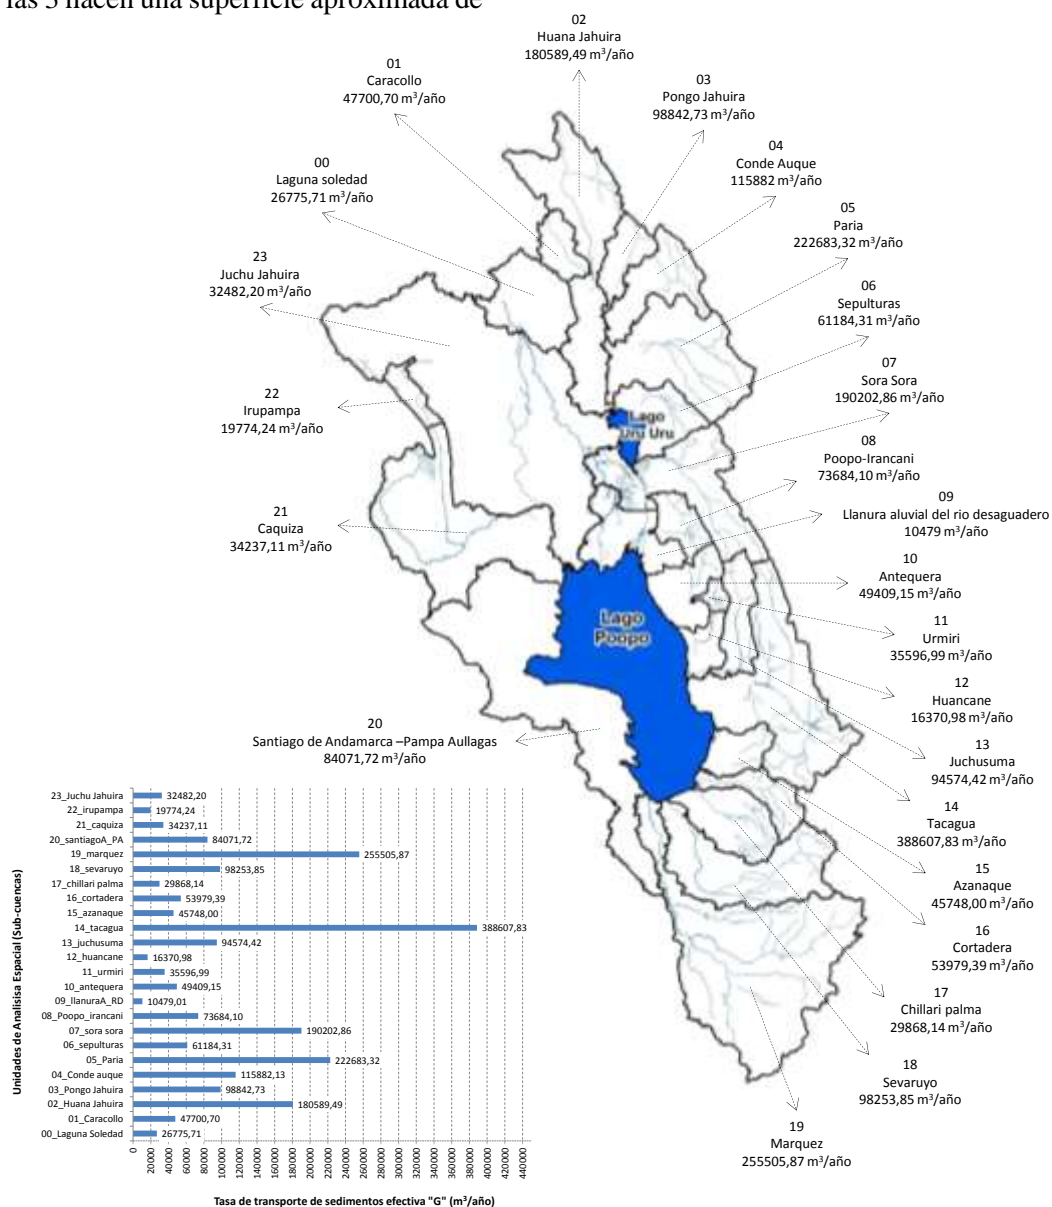 las 3 hacen una superficie aproximada de
02
Huana Jahuira
180589,49 m³/año
01
Caracollo
47700,70 m³/año
03
Pongo Jahuira
98842,73 m³/año
04
Conde Auque
115882 m³/año
00
Laguna soledad
26775,71 m³/año
05
Paria
222683,32 m³/año
23
Juchu Jahuira
32482,20 m³/año
06
Sepulturas
61184,31 m³/año
07
Sora Sora
190202,86 m³/año
22
Irupampa
19774,24 m³/año
Lago
Uru Uru
08
Poopo-Irancani
73684,10 m³/año
09
Llanura aluvial del rio desaguadero
10479 m³/año
21
Caquiza
34237,11 m³/año
10
Antequera
49409,15 m³/año
Lago
Poopo
11
Urmiri
35596,99 m³/año
12
Huancane
16370,98 m³/año
20
Santiago de Andamarca –Pampa Aullagas
84071,72 m³/año
13
Juchusuma
94574,42 m³/año
14
Tacagua
388607,83 m³/año
15
Azanaque
45748,00 m³/año
16
Cortadera
53979,39 m³/año
17
Chillari palma
29868,14 m³/año
18
Sevaruyo
98253,85 m³/año
19
Marquez
255505,87 m³/año
Unidades de Analisisa Espacial (Sub-cuencas)
23_Juchu Jahuira 32482,20
22_irupampa 19774,24
21_caquiza 34237,11
20_santiagoA_PA 84071,72
19_marquez 255505,87
18_sevaruyo 98253,85
17_chillari palma 29868,14
16_cortadera 53979,39
15_azanaque 45748,00
14_tacagua 388607,83
13_juchusuma 94574,42
12_huancane 16370,98
11_urmiri 35596,99
10_antequera 49409,15
09_llanuraA_RD 10479,01
08_Poopo_irancani 73684,10
07_sora sora 190202,86
06_sepulturas 61184,31
05_Paria 222683,32
04_Conde auque 115882,13
03_Pongo Jahuira 98842,73
02_Huana Jahuira 180589,49
01_Caracollo 47700,70
00_Laguna Soledad 26775,71
0 20000 40000 60000 80000 100000 120000 140000 160000 180000 200000 220000 240000 260000 280000 300000 320000 340000 360000 380000 400000 420000 440000
Tasa de transporte de sedimentos efectiva "G" (m³/año)